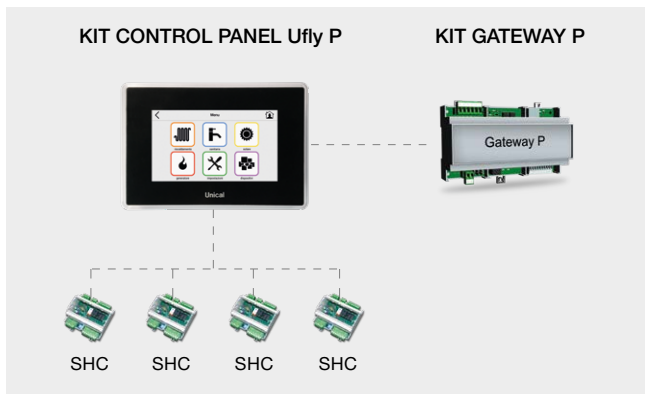 KIT CONTROL PANEL Ufly P
KIT GATEWAY P
Menu
Unical
Gateway P
SHC
SHC
SHC
SHC